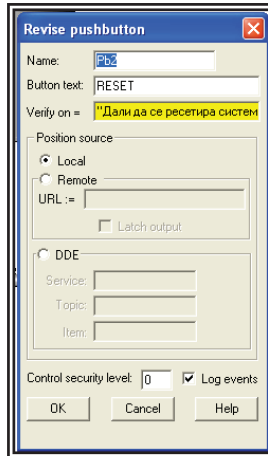 Revise pushbutton
Name: Pb2
Button text: RESET
Verify on = "Дали да се ресетира систем
Position source
Local
Remote
URL :=
Latch output
DDE
Service:
Topic:
Item:
Control security level: 0 Log events
OK Cancel Help